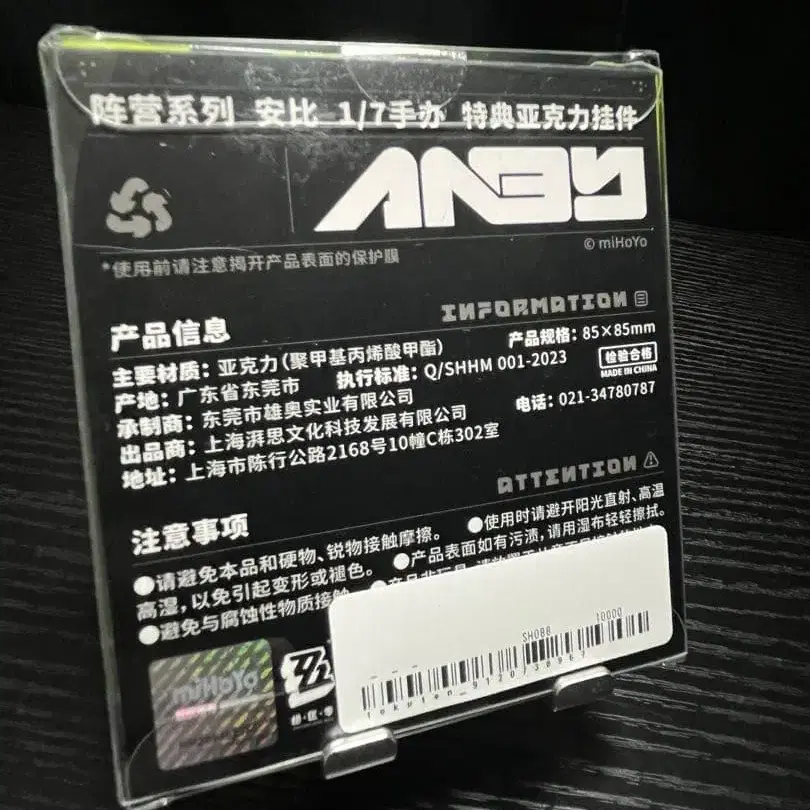 阵营系列 安比 1/7手办 特典亚克力挂件
ANBY
© miHoYo
*使用前请注意揭开产品表面的保护膜
INFORMATION
产品信息
主要材质：亚克力（聚甲基丙烯酸甲酯） 产品规格：85×85mm
产地：广东省东莞市 执行标准：Q/SHHM 001-2023 检验合格
MADE IN CHINA
承制商：东莞市雄奥实业有限公司
出品商：上海湃思文化科技发展有限公司 电话：021-34780787
地址：上海市陈行公路2168号10幢C栋302室
ATTENTION
注意事项
●请避免本品和硬物、锐物接触摩擦。 ●使用时请避开阳光直射、高温
高湿，以免引起变形或褪色。 ●产品表面如有污渍，请用湿布轻轻擦拭。
●避免与腐蚀性物质接触
SH088 10000
miHoYo